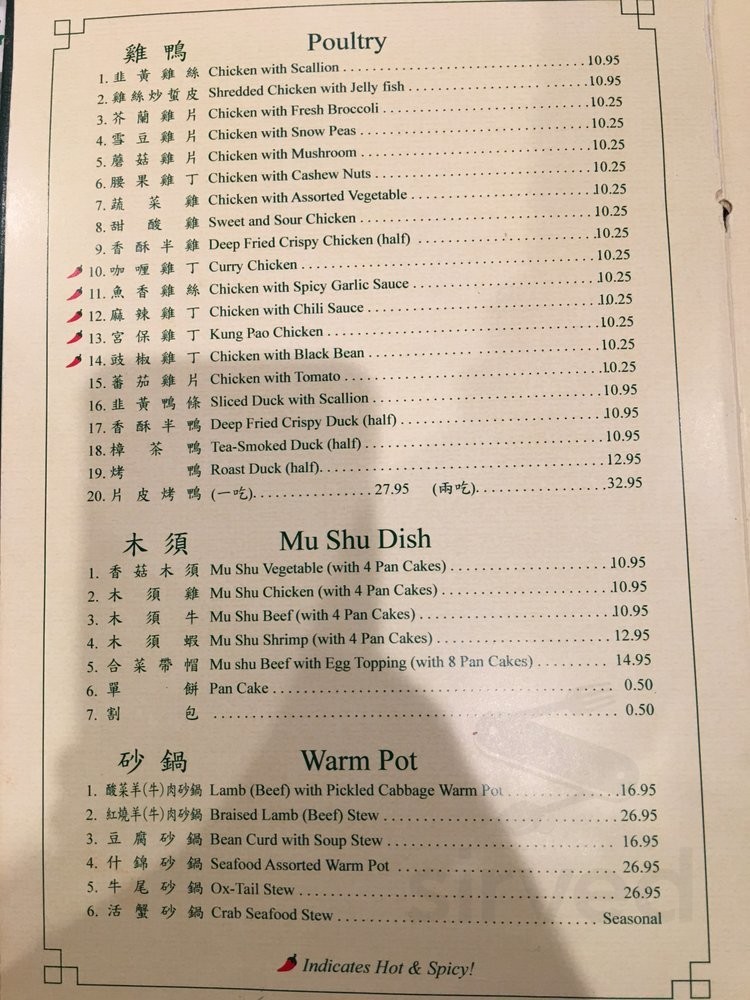 雞 鴨 Poultry
1. 韭 黃 雞 絲 Chicken with Scallion 10.95
2. 雞 絲 炒 蜇 皮 Shredded Chicken with Jelly fish 10.95
3. 芥 蘭 雞 片 Chicken with Fresh Broccoli 10.25
4. 雪 豆 雞 片 Chicken with Snow Peas 10.25
5. 蘑 菇 雞 片 Chicken with Mushroom 10.25
6. 腰 果 雞 丁 Chicken with Cashew Nuts 10.25
7. 蔬 菜 雞 Chicken with Assorted Vegetable 10.25
8. 甜 酸 雞 Sweet and Sour Chicken 10.25
9. 香 酥 半 雞 Deep Fried Crispy Chicken (half) 10.25
10. 咖 喱 雞 丁 Curry Chicken 10.25
11. 魚 香 雞 絲 Chicken with Spicy Garlic Sauce 10.25
12. 麻 辣 雞 丁 Chicken with Chili Sauce 10.25
13. 宮 保 雞 丁 Kung Pao Chicken 10.25
14. 豉 椒 雞 丁 Chicken with Black Bean 10.25
15. 蕃 茄 雞 片 Chicken with Tomato 10.25
16. 韭 黃 鴨 條 Sliced Duck with Scallion 10.95
17. 香 酥 半 鴨 Deep Fried Crispy Duck (half) 10.95
18. 樟 茶 鴨 Tea-Smoked Duck (half) 10.95
19. 烤 鴨 Roast Duck (half) 12.95
20. 片 皮 烤 鴨 (一吃) 27.95 (兩吃) 32.95
木 須 Mu Shu Dish
1. 香 菇 木 須 Mu Shu Vegetable (with 4 Pan Cakes) 10.95
2. 木 須 雞 Mu Shu Chicken (with 4 Pan Cakes) 10.95
3. 木 須 牛 Mu Shu Beef (with 4 Pan Cakes) 10.95
4. 木 須 蝦 Mu Shu Shrimp (with 4 Pan Cakes) 12.95
5. 合 菜 帶 帽 Mu shu Beef with Egg Topping (with 8 Pan Cakes) 14.95
6. 單 餅 Pan Cake 0.50
7. 割 包 0.50
砂 鍋 Warm Pot
1. 酸菜羊(牛)肉砂鍋 Lamb (Beef) with Pickled Cabbage Warm Pot 16.95
2. 紅燒羊(牛)肉砂鍋 Braised Lamb (Beef) Stew 26.95
3. 豆 腐 砂 鍋 Bean Curd with Soup Stew 16.95
4. 什 錦 砂 鍋 Seafood Assorted Warm Pot 26.95
5. 牛 尾 砂 鍋 Ox-Tail Stew 26.95
6. 活 蟹 砂 鍋 Crab Seafood Stew Seasonal
Indicates Hot & Spicy!
sirved